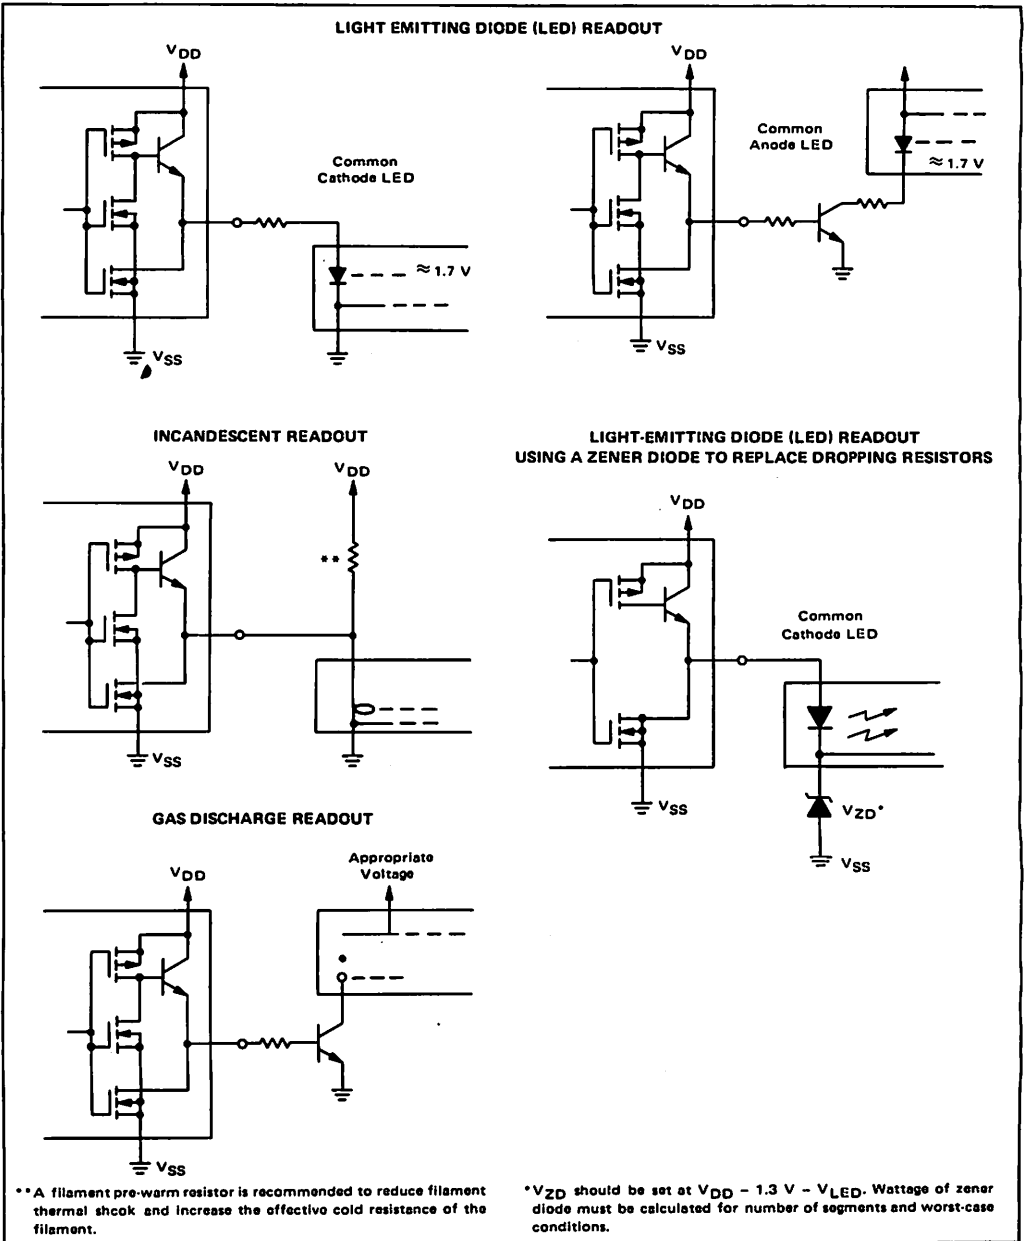 LIGHT EMITTING DIODE (LED) READOUT
VDD
Common
Cathode LED
≈ 1.7 V
VSS
VDD
Common
Anode LED
≈ 1.7 V
VSS
INCANDESCENT READOUT
VDD
VDD
**
VSS
LIGHT-EMITTING DIODE (LED) READOUT
USING A ZENER DIODE TO REPLACE DROPPING RESISTORS
VDD
Common
Cathode LED
VSS
VZD*
VSS
GAS DISCHARGE READOUT
VDD
Appropriate
Voltage
VSS
**A filament pre-warm resistor is recommended to reduce filament
thermal shcok and increase the effective cold resistance of the
filament.
*VZD should be set at VDD – 1.3 V – VLED. Wattage of zener
diode must be calculated for number of segments and worst-case
conditions.